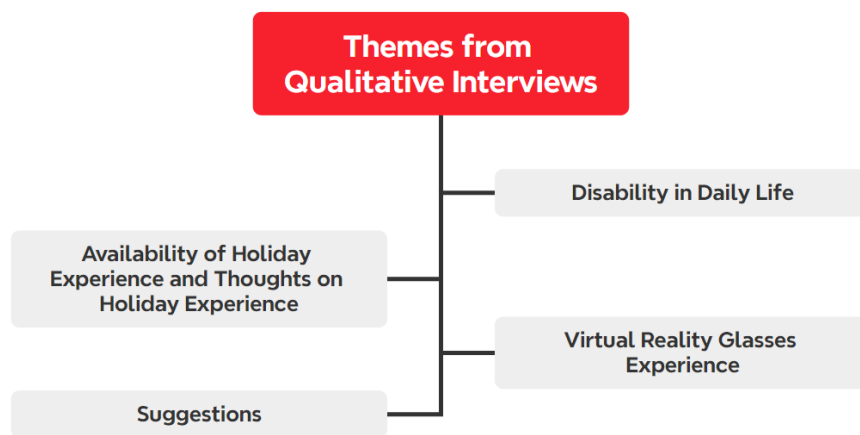 Themes from
Qualitative Interviews
Disability in Daily Life
Availability of Holiday
Experience and Thoughts on
Holiday Experience
Virtual Reality Glasses
Experience
Suggestions